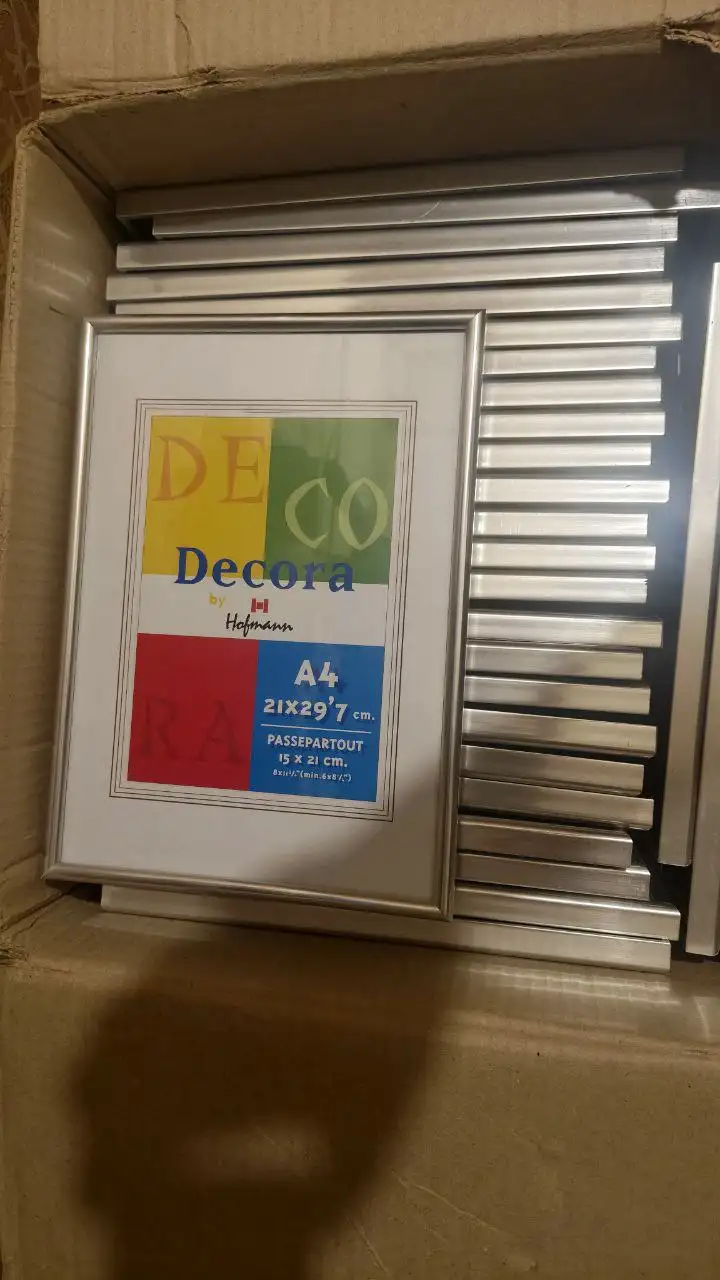 DE
CO
Decora
by
Hofmann
RA
A4
21x29'7 cm.
PASSEPARTOUT
15 x 21 cm.